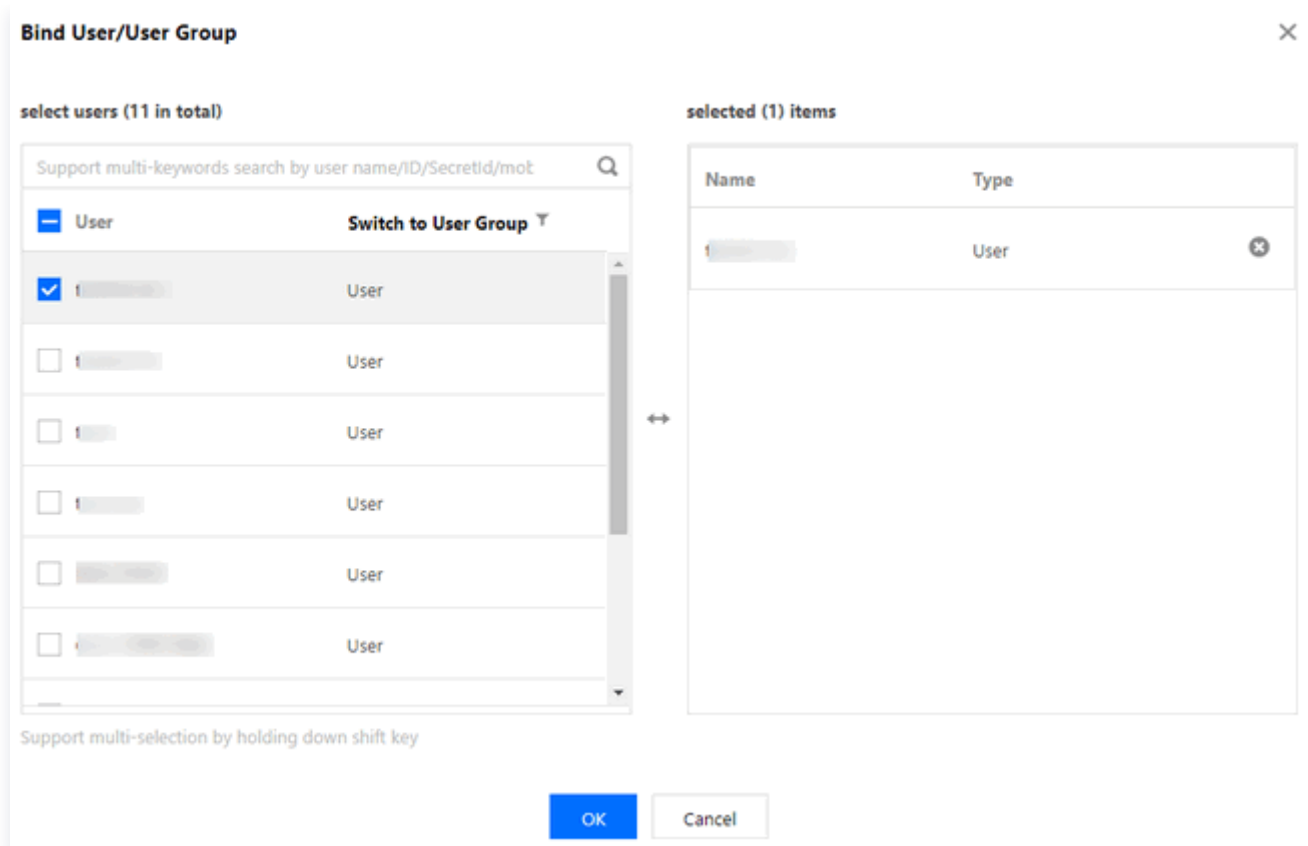 Bind User/User Group
select users (11 in total)
selected (1) items
Support multi-keywords search by user name/ID/SecretId/mot
Name Type
User Switch to User Group
User
User
User
User
User
User
User
Support multi-selection by holding down shift key
OK Cancel